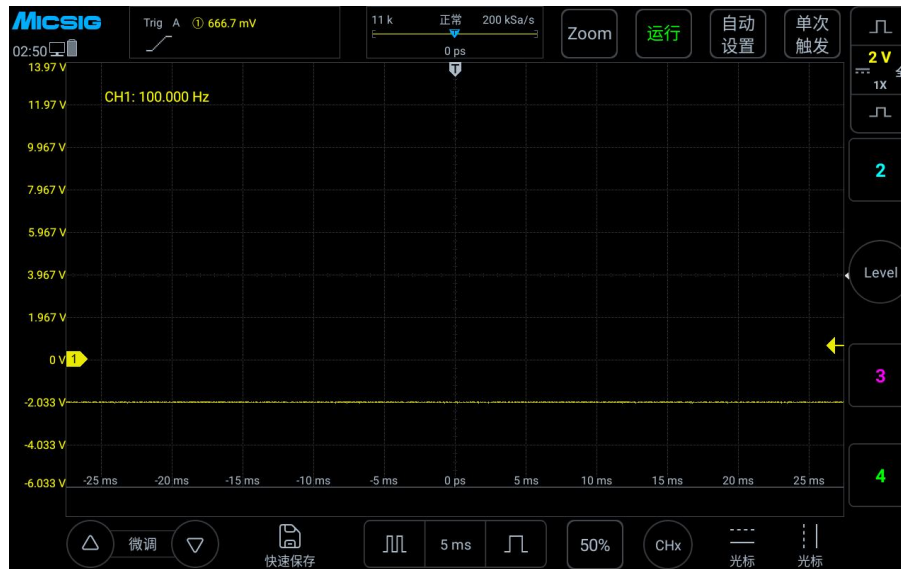 Micsig
02:50
Trig A ① 666.7 mV
11 k 正常 200 kSa/s
0 ps
Zoom
运行
自动
设置
单次
触发
2 V
1X
T
13.97 V
CH1: 100.000 Hz
11.97 V
9.967 V
2
7.967 V
5.967 V
3.967 V
Level
1.967 V
0 V 1
3
-2.033 V
-4.033 V
4
-6.033 V -25 ms -20 ms -15 ms -10 ms -5 ms 0 ps 5 ms 10 ms 15 ms 20 ms 25 ms
微调
快速保存
5 ms
50%
CHx
光标
光标